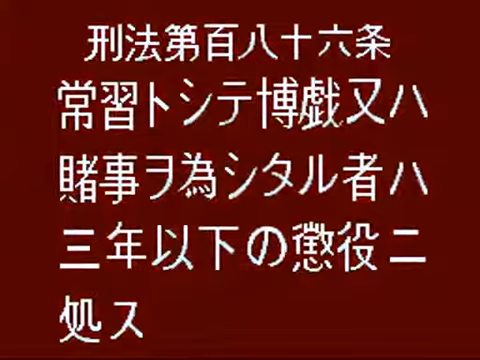 刑法第百八十六条
常習トシテ博戯又ハ
賭事ヲ為シタル者ハ
三年以下の懲役ニ
処ス